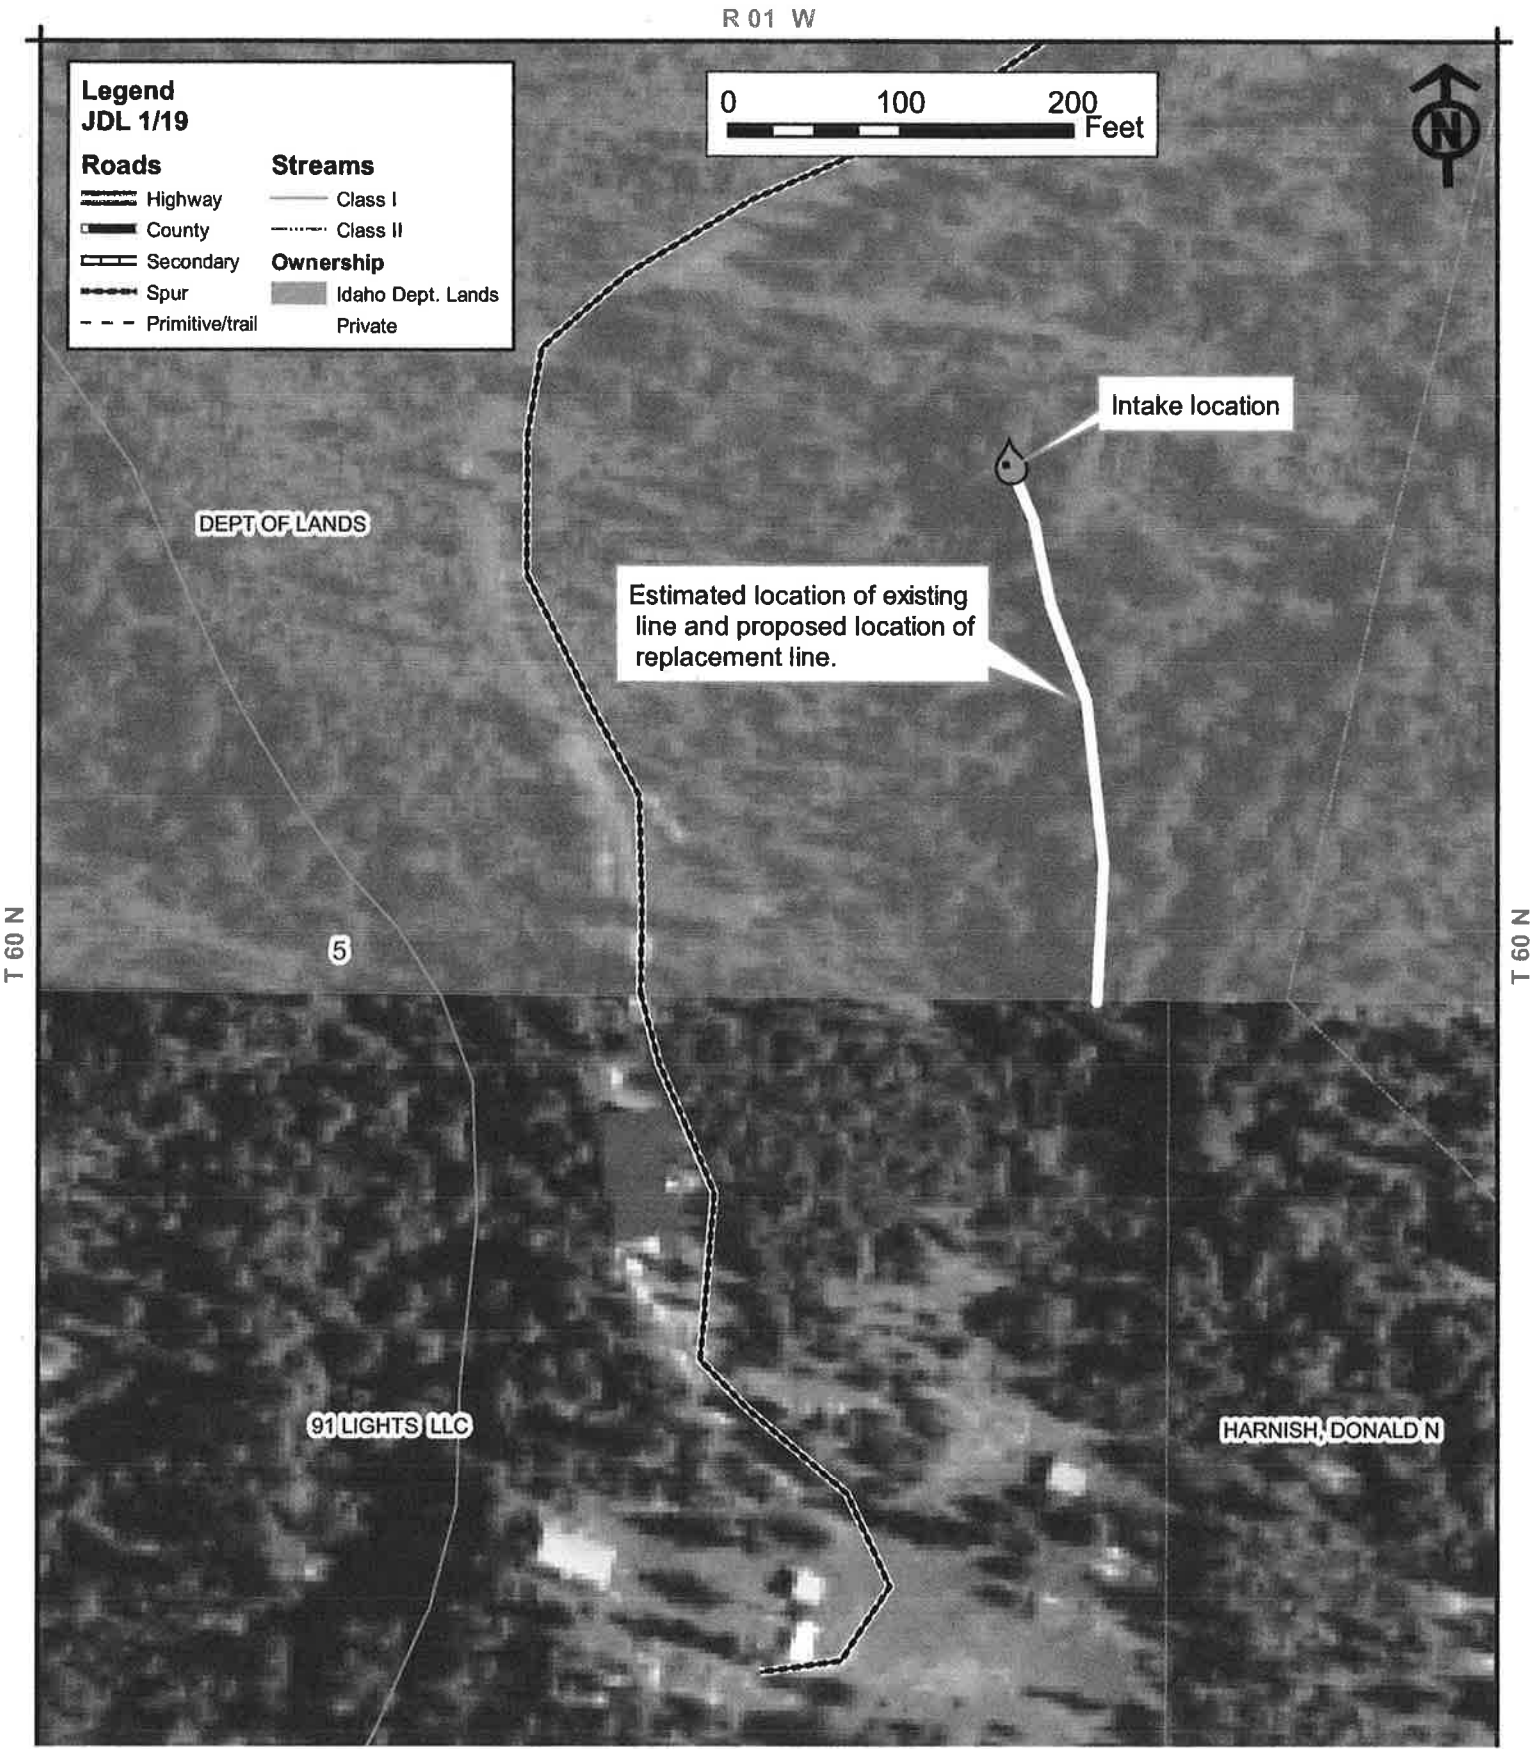 R 01 W
Legend
JDL 1/19
Roads
Highway
County
Secondary
Spur
Primitive/trail
Streams
Class I
Class II
Ownership
Idaho Dept. Lands
Private
0 100 200
Feet
N
Intake location
DEPT OF LANDS
Estimated location of existing
line and proposed location of
replacement line.
T 60 N
T 60 N
5
91 LIGHTS LLC
HARNISH, DONALD N